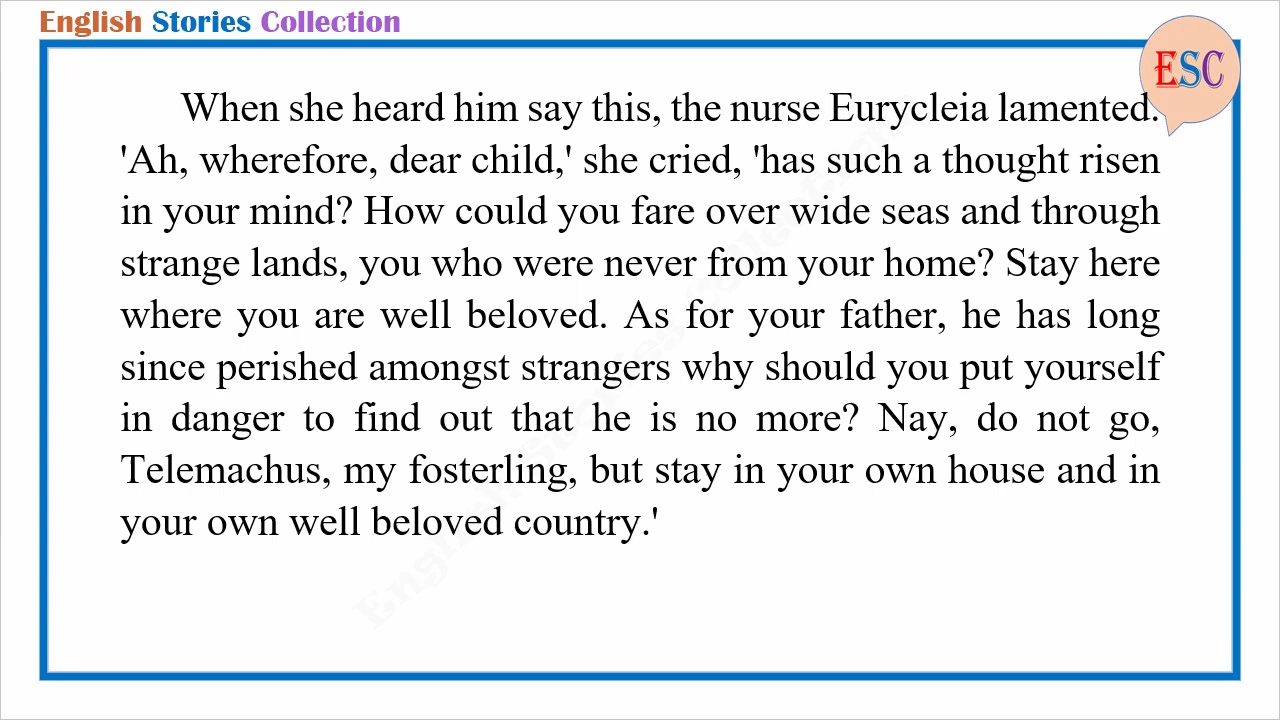 English Stories Collection
ESC
When she heard him say this, the nurse Eurycleia lamented.
'Ah, wherefore, dear child,' she cried, 'has such a thought risen
in your mind? How could you fare over wide seas and through
strange lands, you who were never from your home? Stay here
where you are well beloved. As for your father, he has long
since perished amongst strangers why should you put yourself
in danger to find out that he is no more? Nay, do not go,
Telemachus, my fosterling, but stay in your own house and in
your own well beloved country.'
English Stories Collection